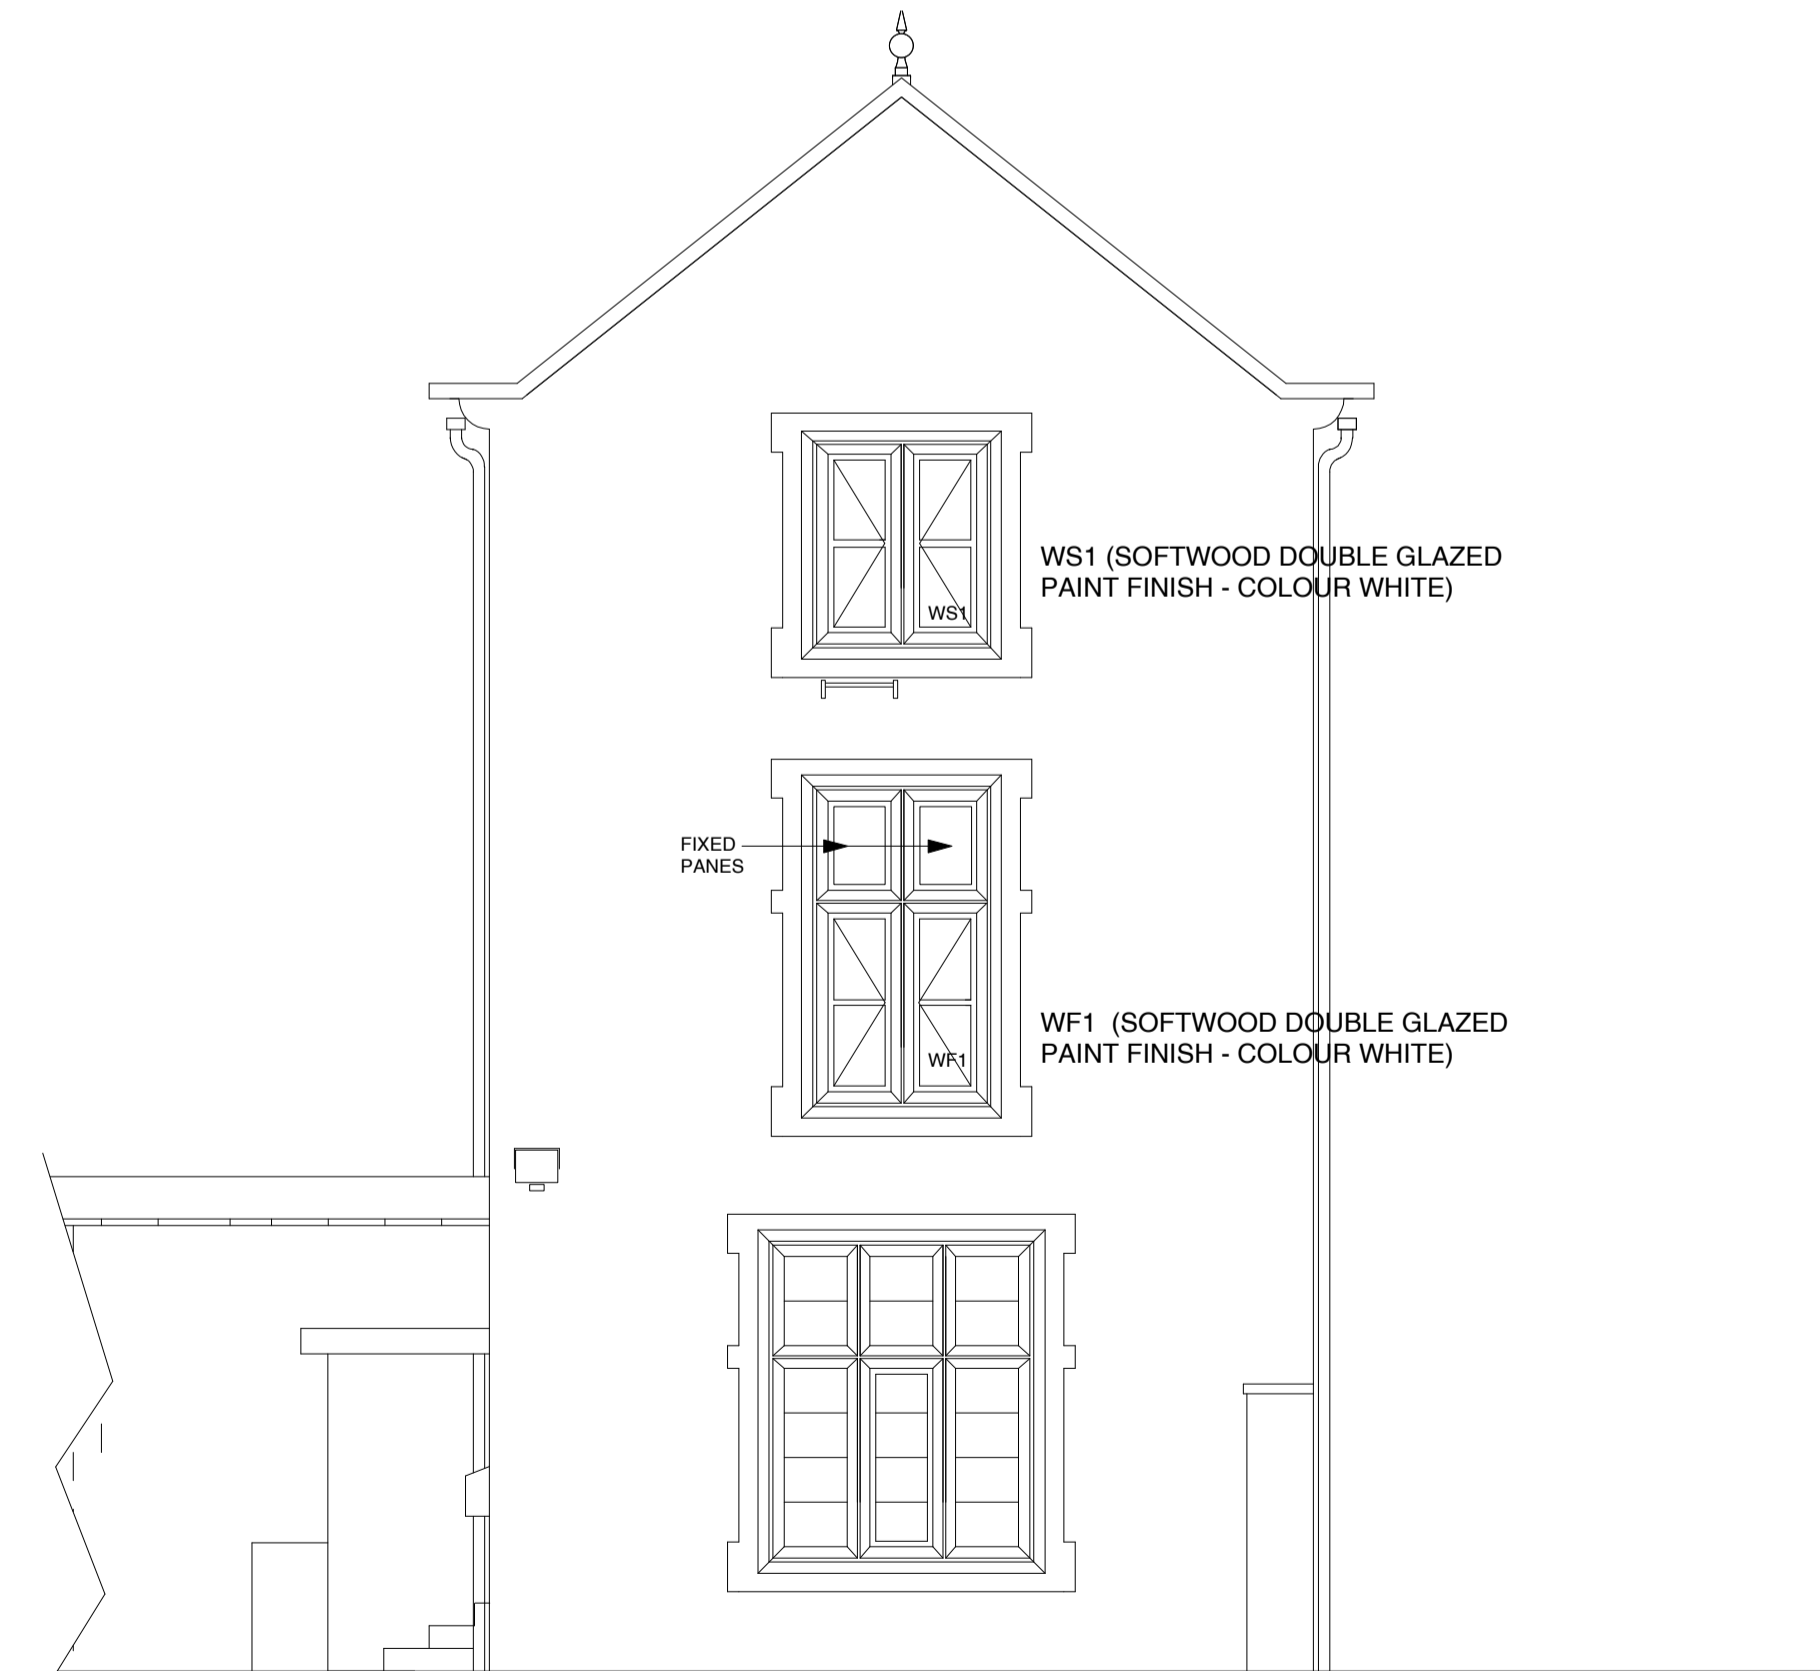 WS1 (SOFTWOOD DOUBLE GLAZED
PAINT FINISH - COLOUR WHITE)
WS1
FIXED
PANES
WF1 (SOFTWOOD DOUBLE GLAZED
PAINT FINISH - COLOUR WHITE)
WF1